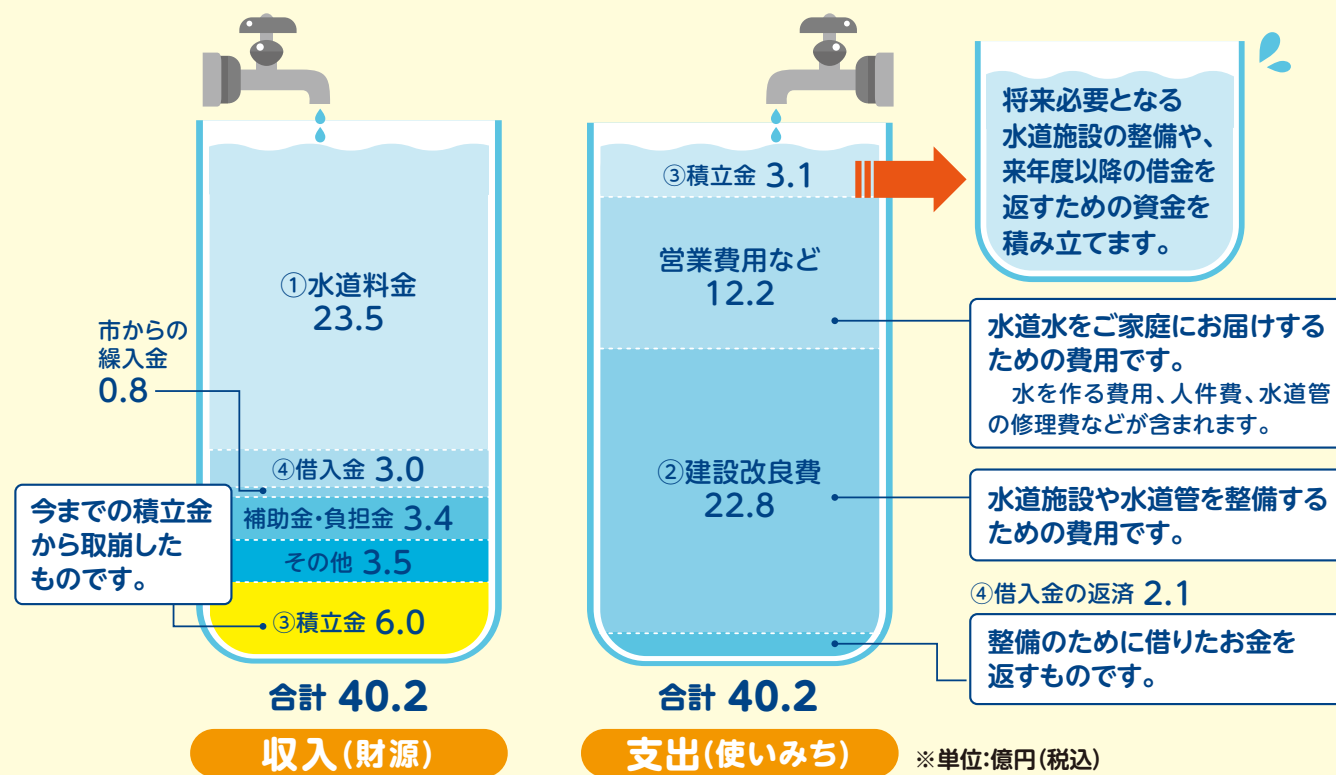 ①水道料金
23.5
市からの
繰入金
0.8
④借入金 3.0
補助金・負担金 3.4
その他 3.5
今までの積立金
から取崩した
ものです。
③積立金 6.0
合計 40.2
収入(財源)
③積立金 3.1
営業費用など
12.2
②建設改良費
22.8
合計 40.2
支出(使いみち)
将来必要となる
水道施設の整備や、
来年度以降の借金を
返すための資金を
積み立てます。
水道水をご家庭にお届けする
ための費用です。
水を作る費用、人件費、水道管
の修理費などが含まれます。
水道施設や水道管を整備する
ための費用です。
④借入金の返済 2.1
整備のために借りたお金を
返すものです。
※単位:億円(税込)